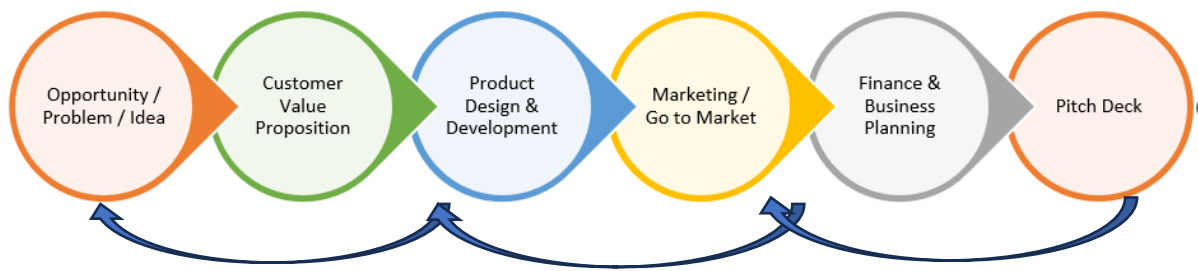 Opportunity /
Problem / Idea
Customer
Value
Proposition
Product
Design &
Development
Marketing /
Go to Market
Finance &
Business
Planning
Pitch Deck